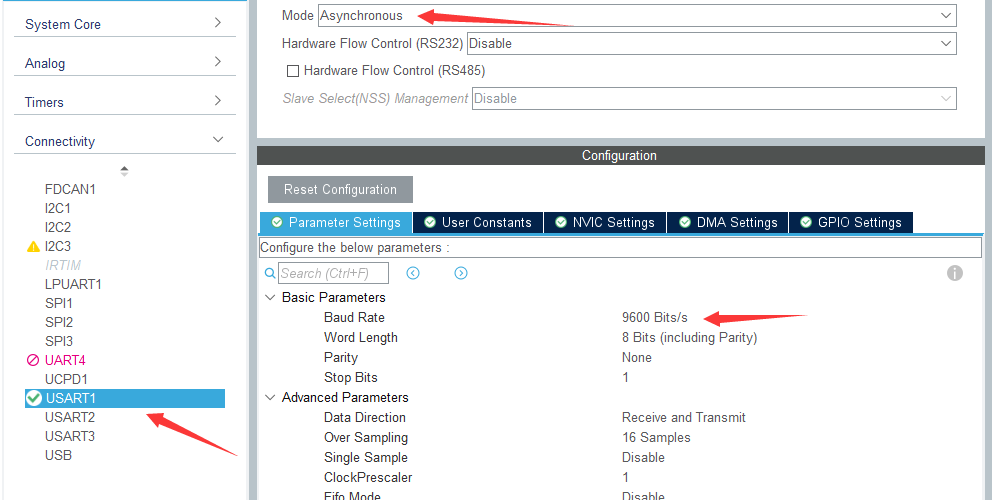 System Core
Analog
Timers
Connectivity
FDCAN1
I2C1
I2C2
I2C3
IRTIM
LPUART1
SPI1
SPI2
SPI3
UART4
UCPD1
USART1
USART2
USART3
USB
Mode Asynchronous
Hardware Flow Control (RS232) Disable
Hardware Flow Control (RS485)
Slave Select(NSS) Management Disable
Configuration
Reset Configuration
Parameter Settings User Constants NVIC Settings DMA Settings GPIO Settings
Configure the below parameters :
Search (Ctrl+F)
Basic Parameters
Baud Rate 9600 Bits/s
Word Length 8 Bits (including Parity)
Parity None
Stop Bits 1
Advanced Parameters
Data Direction Receive and Transmit
Over Sampling 16 Samples
Single Sample Disable
ClockPrescaler 1
Fifo Mode Disable